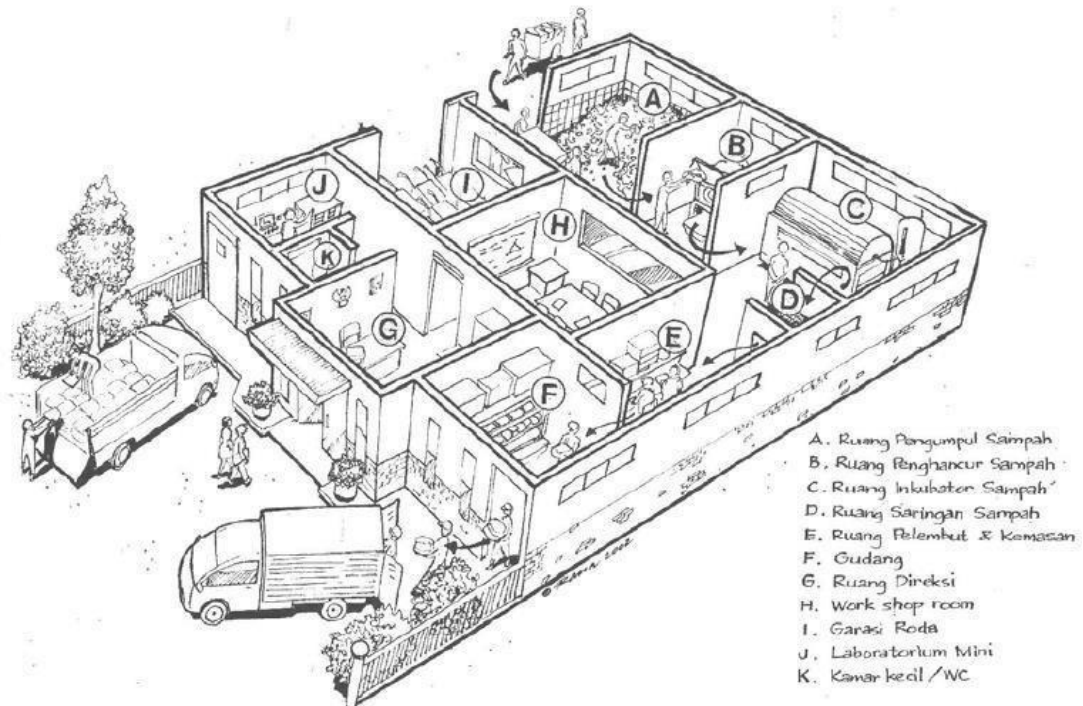 A
B
C
D
E
F
G
H
I
J
K
A. Ruang Pengumpul Sampah
B. Ruang Penghancur Sampah
C. Ruang Inkubator Sampah
D. Ruang Saringan Sampah
E. Ruang Pelembut & Kemasan
F. Gudang
G. Ruang Direksi
H. Work shop room
I. Garasi Roda
J. Laboratorium Mini
K. Kamar kecil / WC
2002